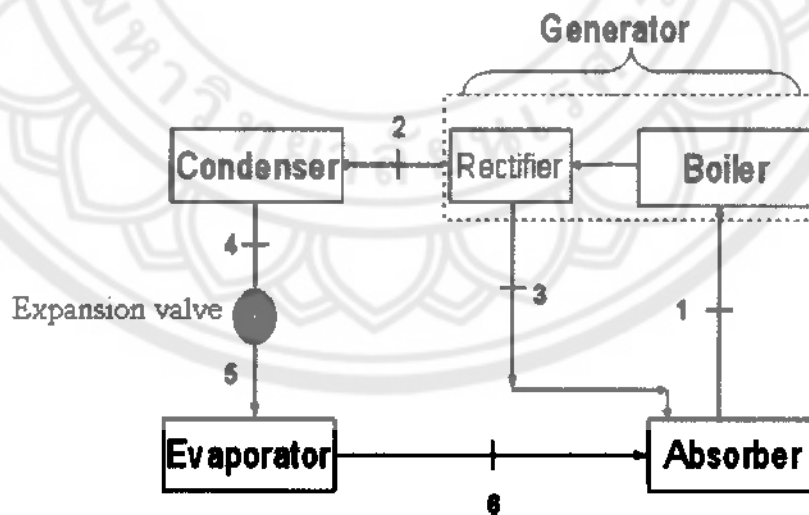 Generator
2
Condenser
Rectifier
Boiler
4
3
1
Expansion valve
5
Evaporator
Absorber
6